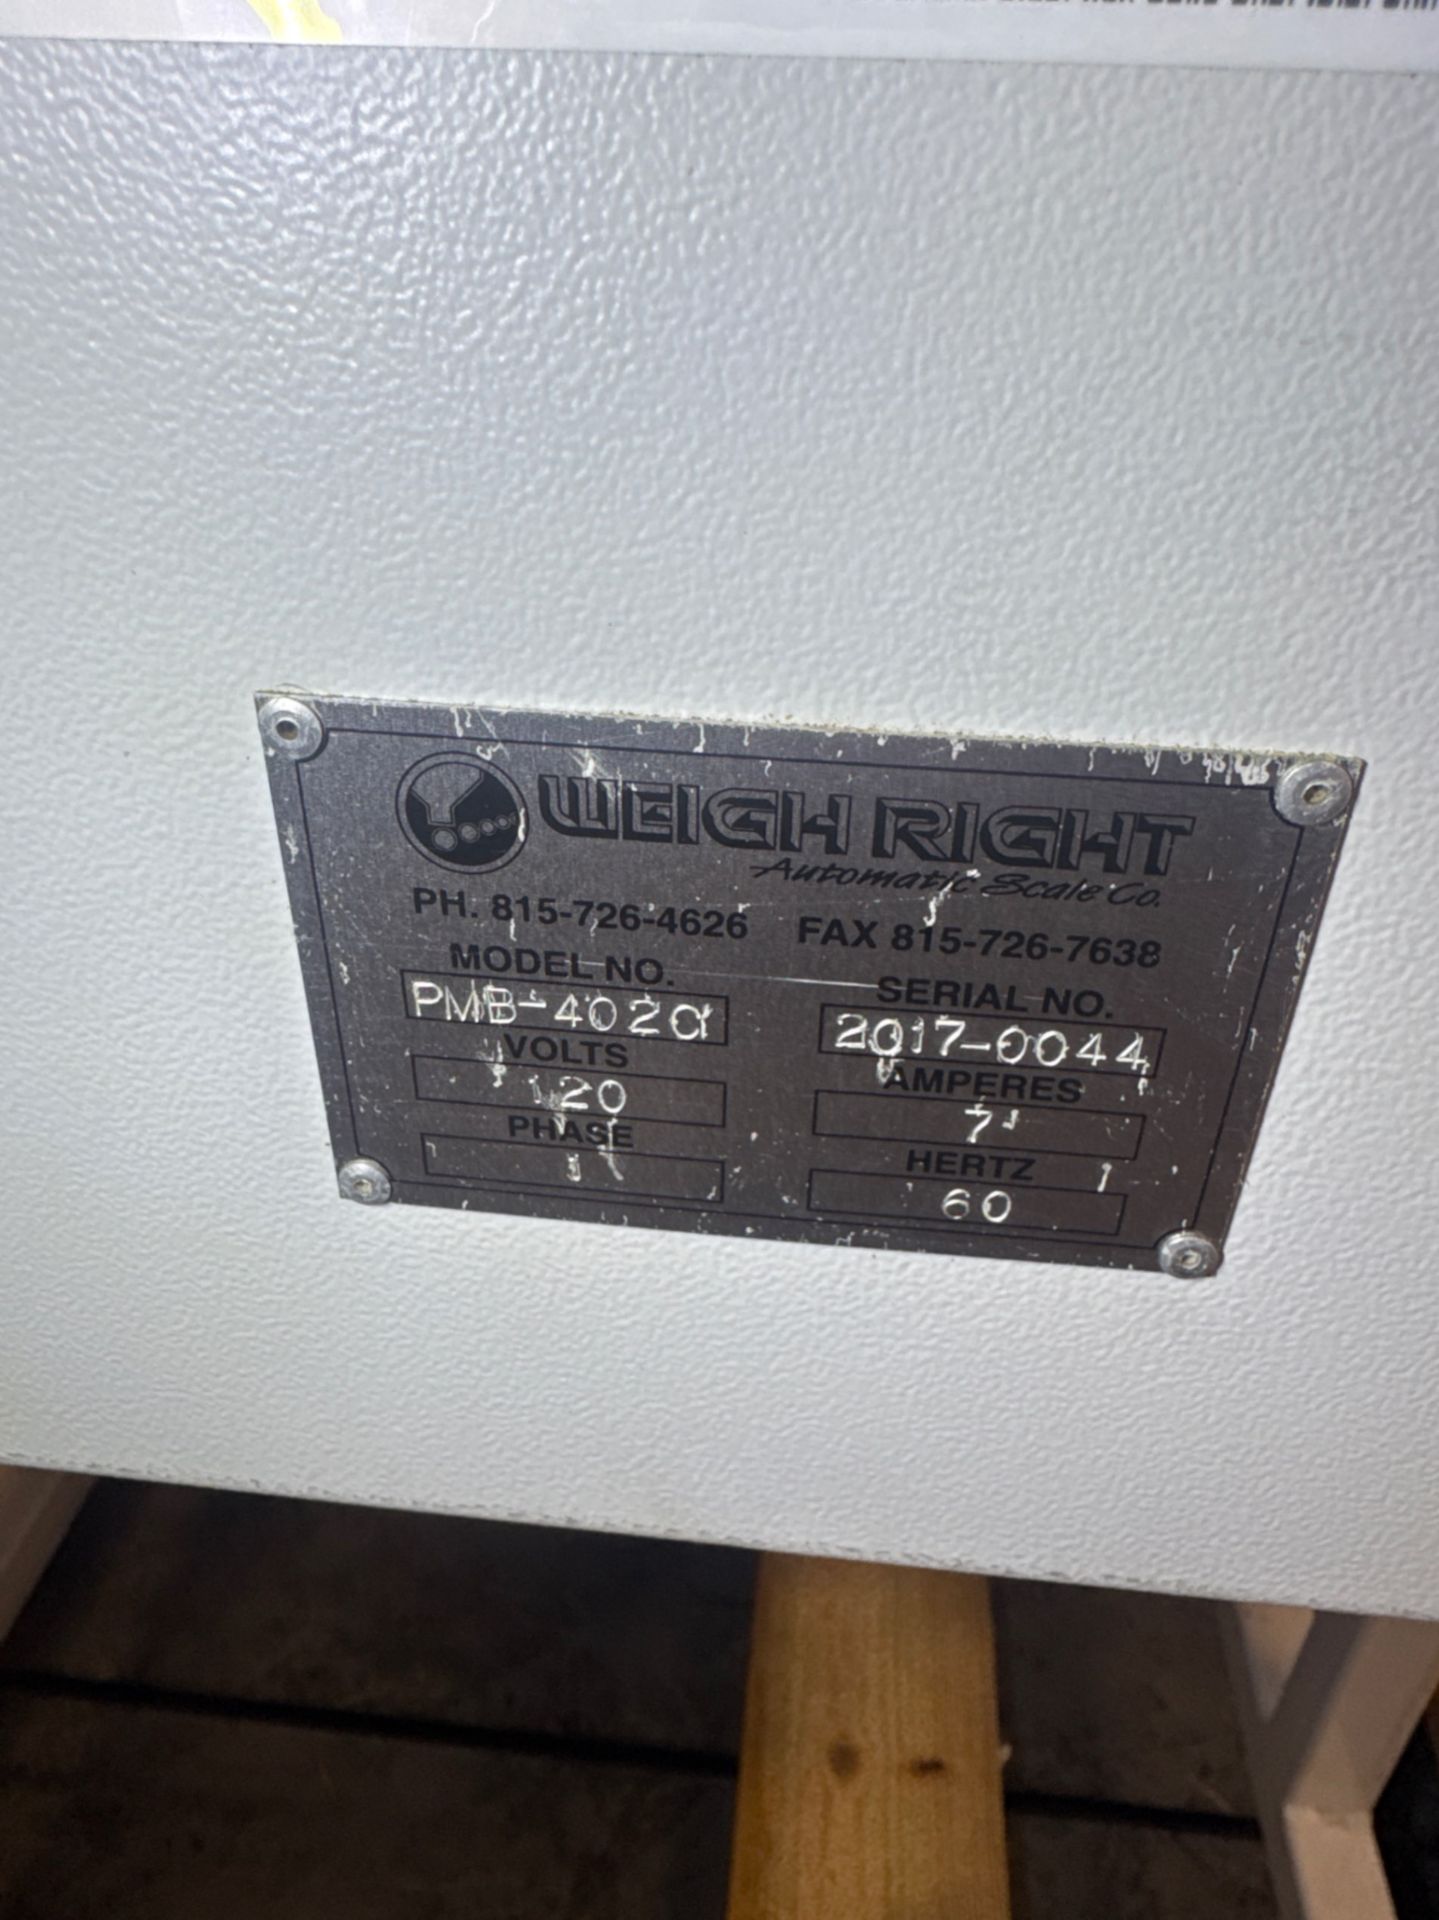 WEIGH RIGHT
Automatic Scale Co.
PH. 815-726-4626 FAX 815-726-7638
MODEL NO. SERIAL NO.
PMB-402C 2017-0044
VOLTS AMPERES
120 7
PHASE HERTZ
1 60